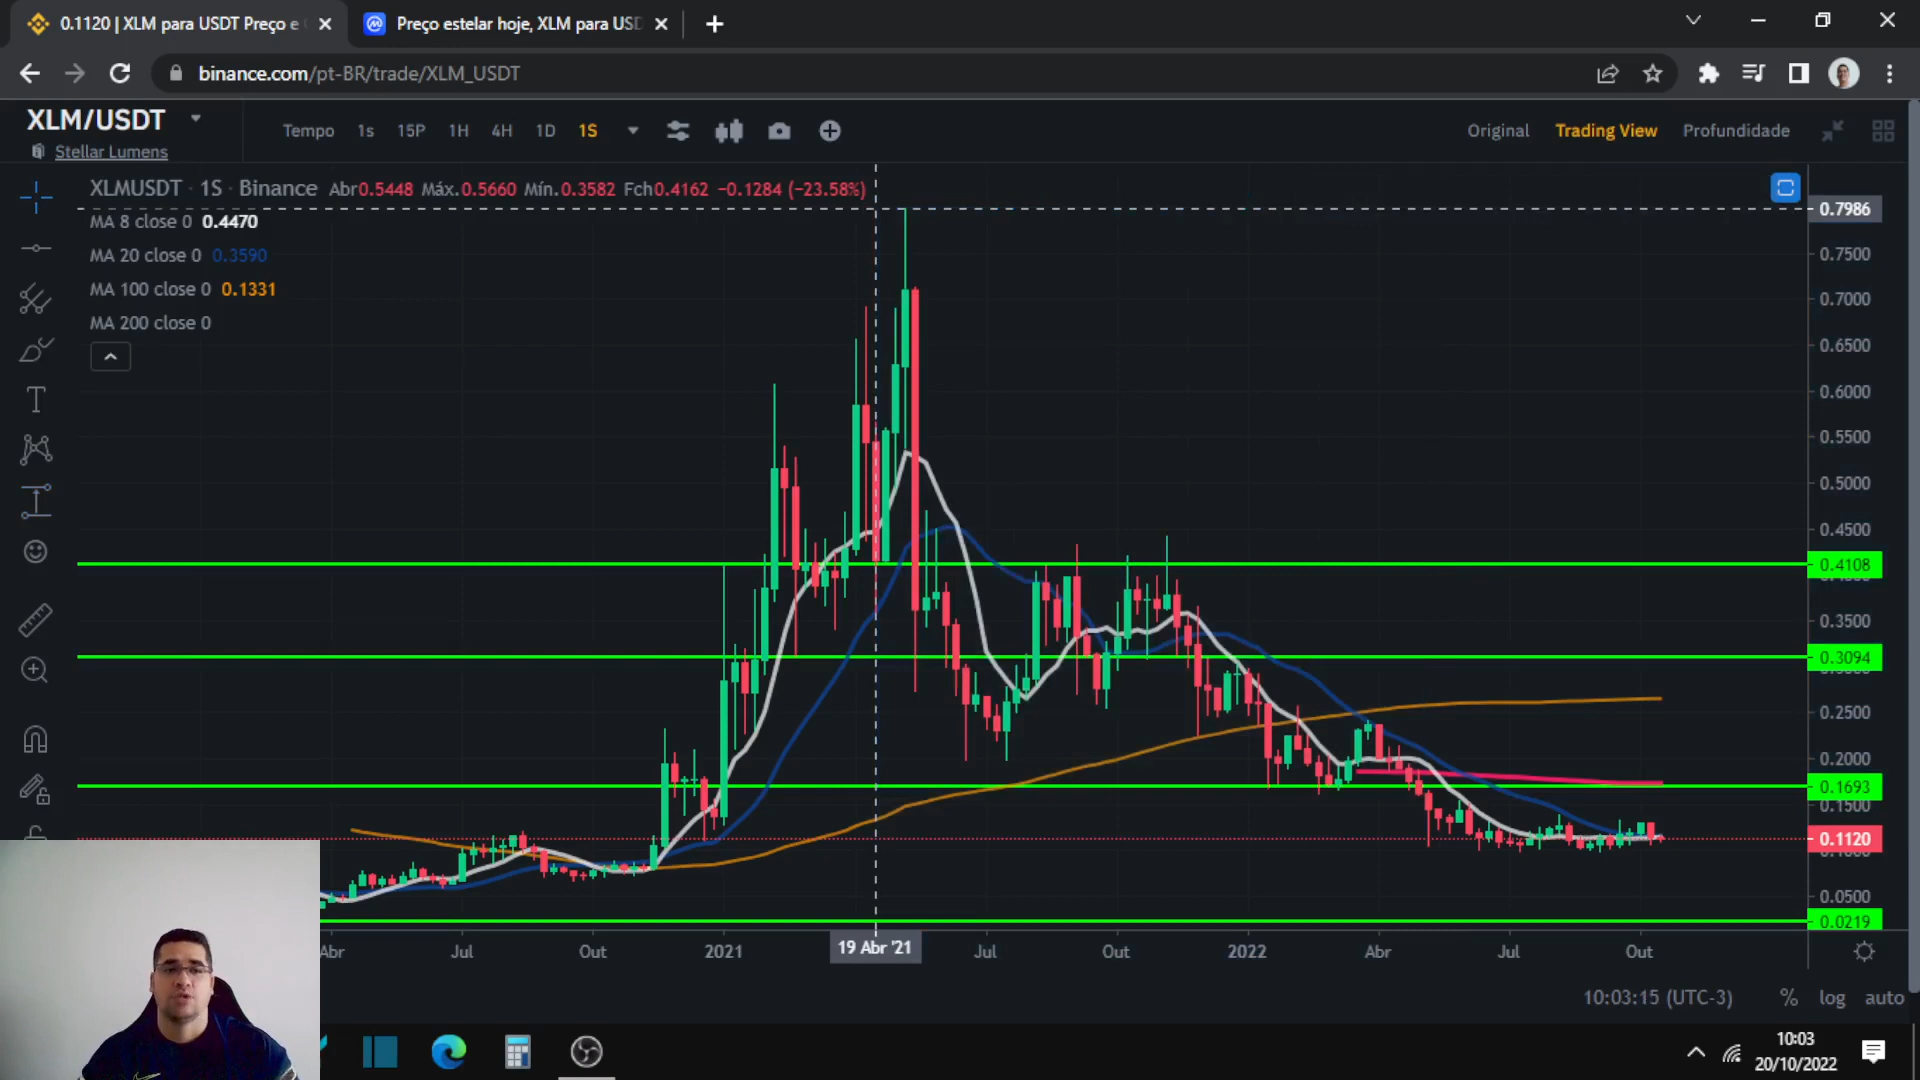 0.1120 | XLM para USDT Preço e
Preço estelar hoje, XLM para USD
binance.com/pt-BR/trade/XLM_USDT
XLM/USDT
Stellar Lumens
Tempo 1s 15P 1H 4H 1D 1S
Original Trading View Profundidade
XLMUSDT · 1S · Binance Abr0.5448 Máx.0.5660 Mín.0.3582 Fch0.4162 −0.1284 (−23.58%)
MA 8 close 0 0.4470
MA 20 close 0 0.3590
MA 100 close 0 0.1331
MA 200 close 0
0.7986
0.7500
0.7000
0.6500
0.6000
0.5500
0.5000
0.4500
0.4108
0.3500
0.3094
0.2500
0.2000
0.1693
0.1500
0.1120
0.0500
0.0219
Abr Jul Out 2021 19 Abr '21 Jul Out 2022 Abr Jul Out
10:03:15 (UTC-3) % log auto
10:03
20/10/2022